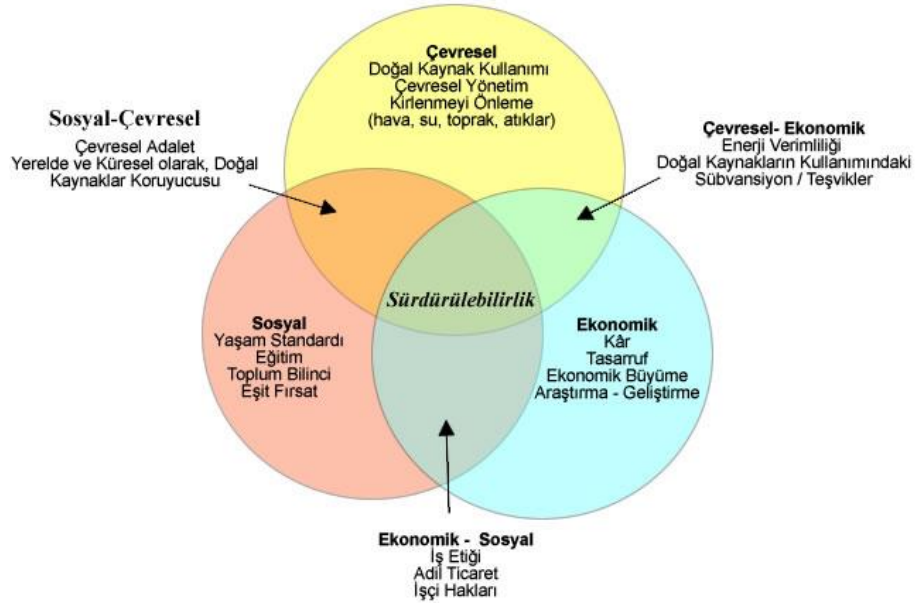 Çevresel
Doğal Kaynak Kullanımı
Çevresel Yönetim
Kirlenmeyi Önleme
(hava, su, toprak, atıklar)
Sosyal-Çevresel
Çevresel Adalet
Yerelde ve Küresel olarak, Doğal
Kaynaklar Koruyucusu
Çevresel- Ekonomik
Enerji Verimliliği
Doğal Kaynakların Kullanımındaki
Sübvansiyon / Teşvikler
Sürdürülebilirlik
Sosyal
Yaşam Standardı
Eğitim
Toplum Bilinci
Eşit Fırsat
Ekonomik
Kâr
Tasarruf
Ekonomik Büyüme
Araştırma - Geliştirme
Ekonomik - Sosyal
İş Etiği
Adil Ticaret
İşçi Hakları